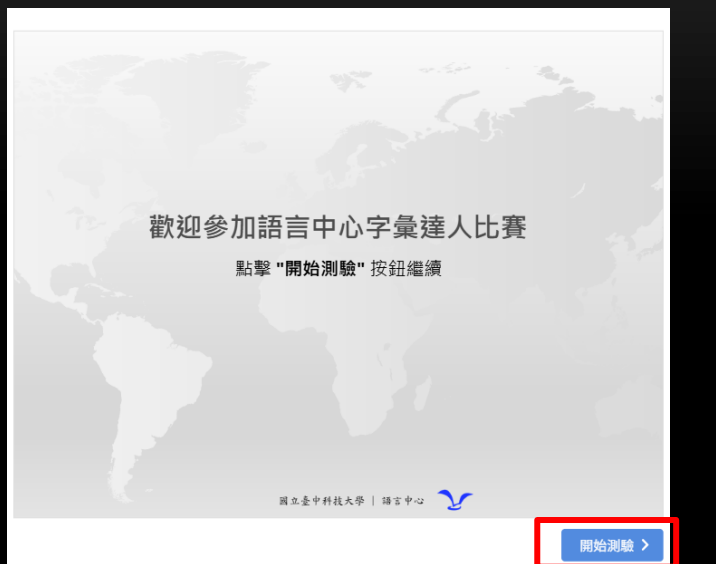 歡迎參加語言中心字彙達人比賽
點擊 "開始測驗" 按鈕繼續
國立臺中科技大學 | 語言中心
開始測驗 >